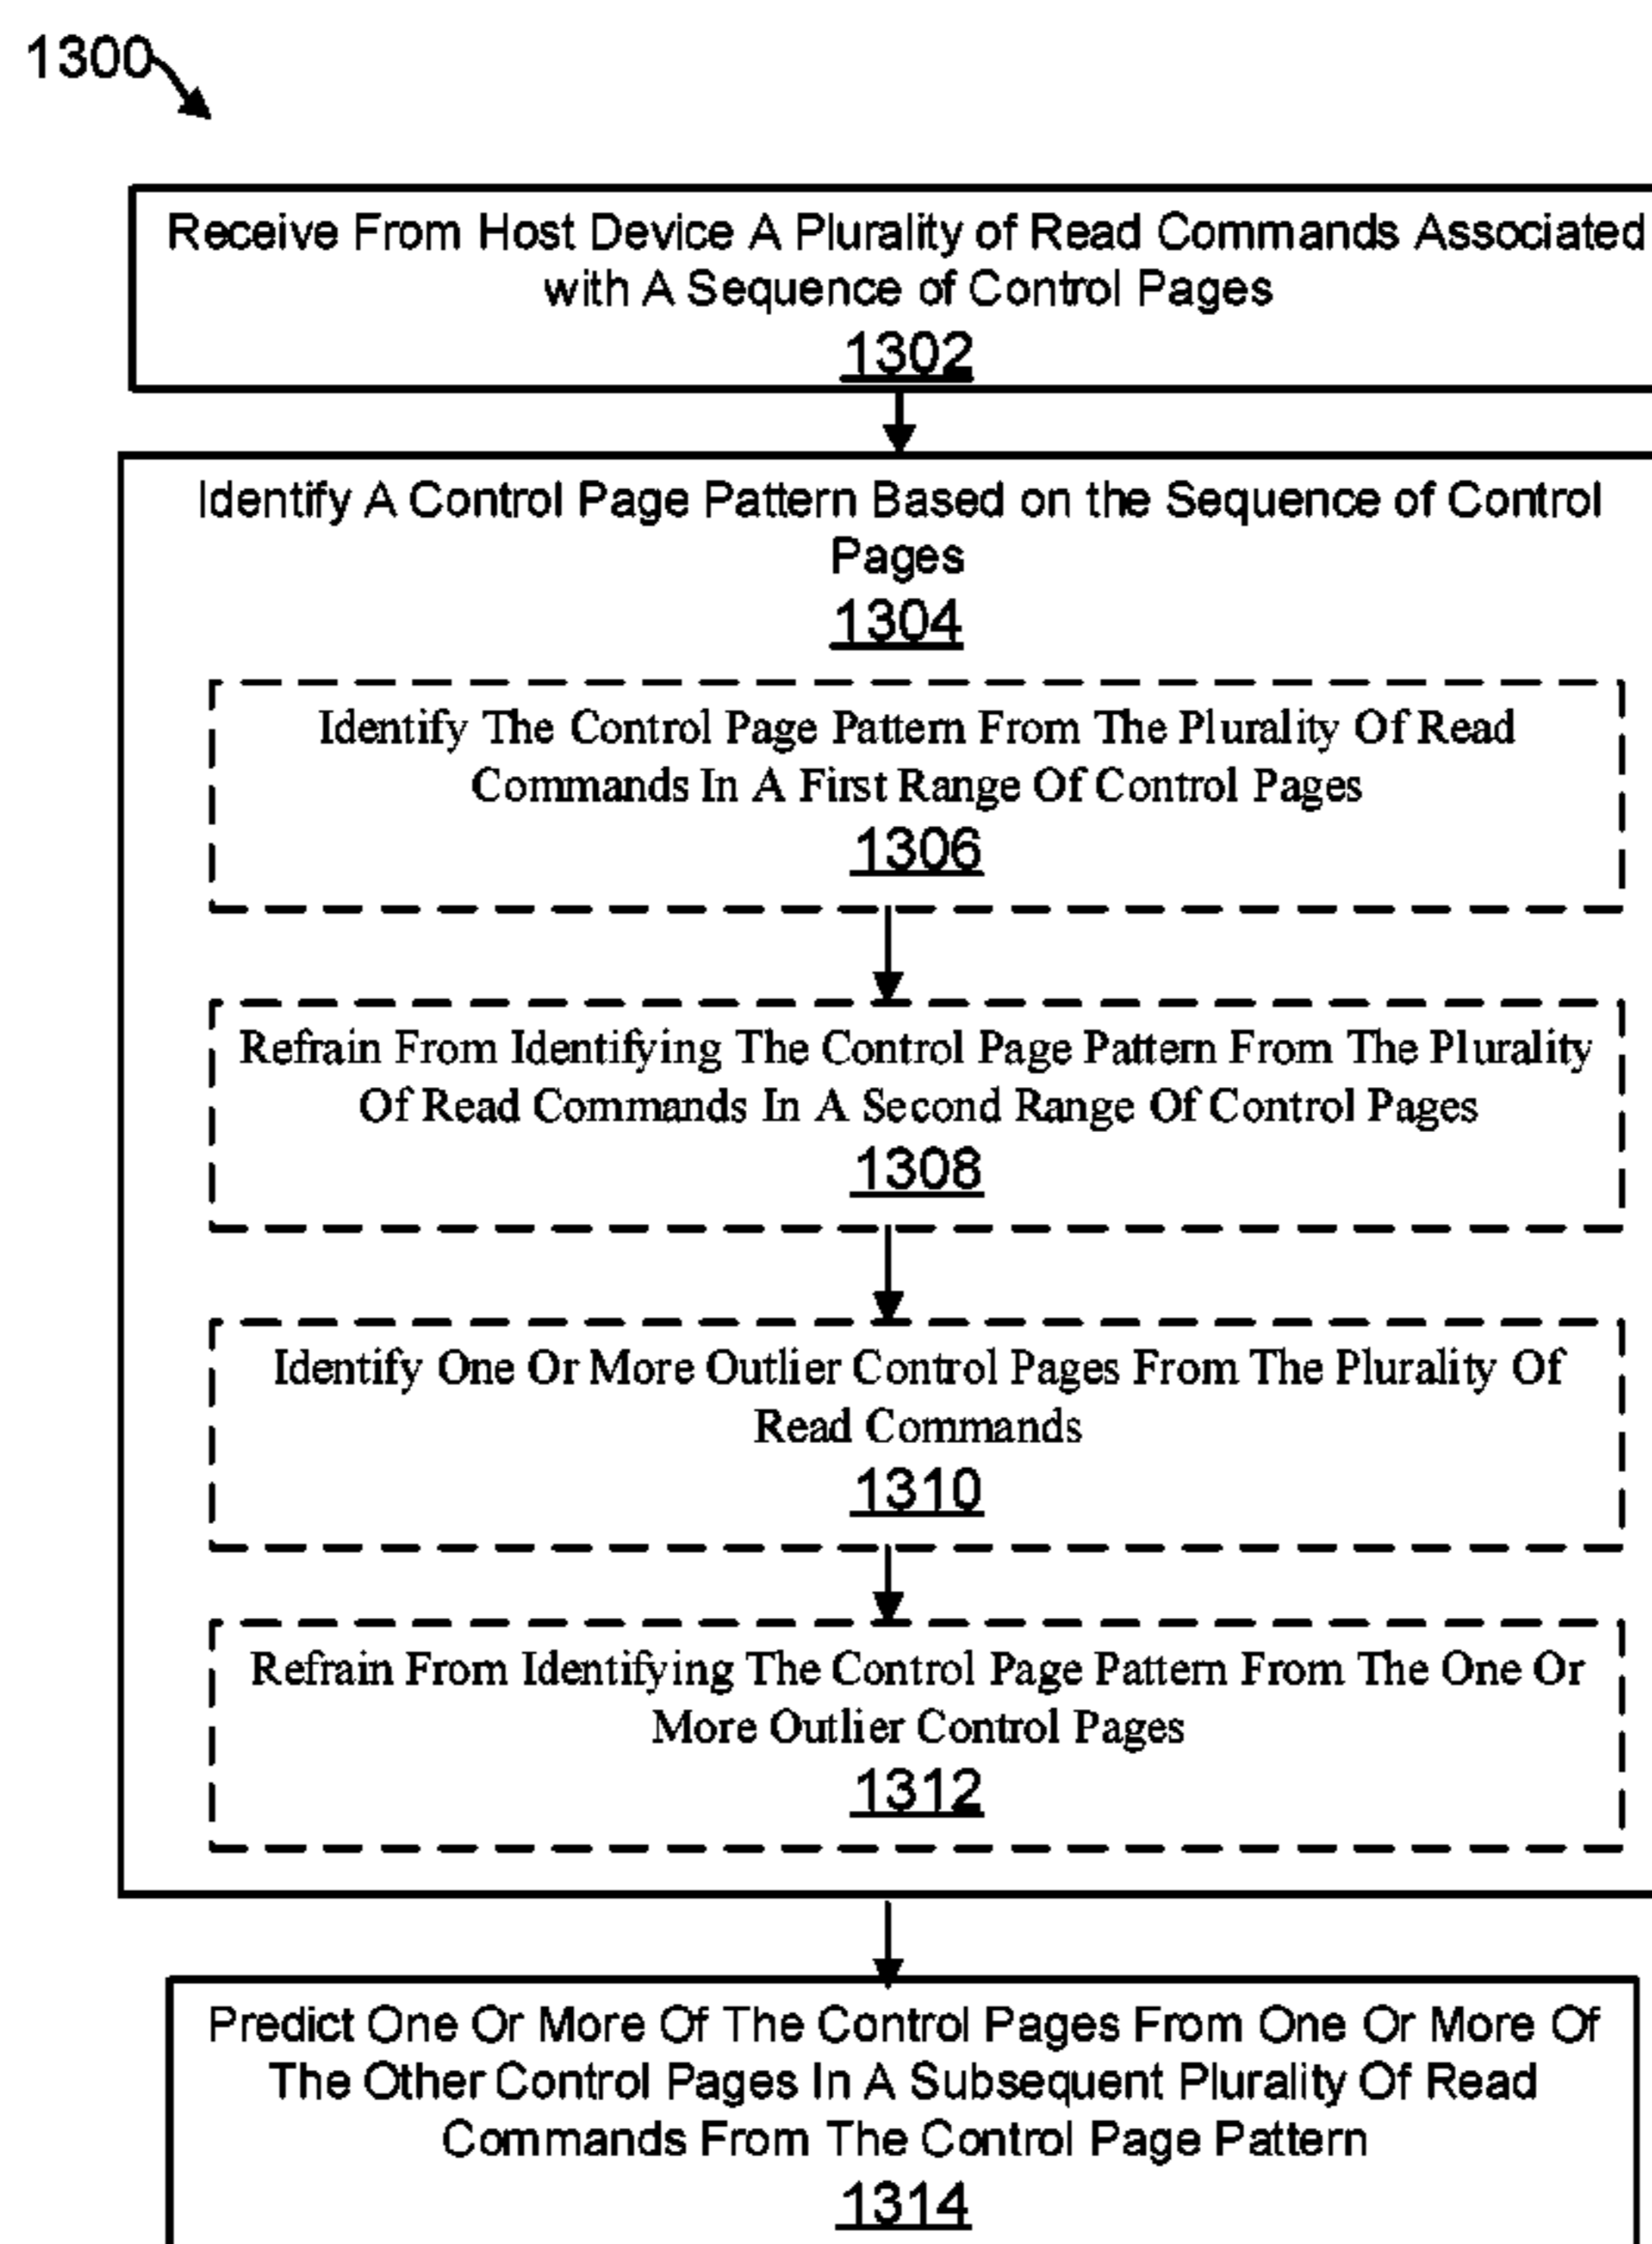 1300
Receive From Host Device A Plurality of Read Commands Associated
with A Sequence of Control Pages
1302
Identify A Control Page Pattern Based on the Sequence of Control
Pages
1304
Identify The Control Page Pattern From The Plurality Of Read
Commands In A First Range Of Control Pages
1306
Refrain From Identifying The Control Page Pattern From The Plurality
Of Read Commands In A Second Range Of Control Pages
1308
Identify One Or More Outlier Control Pages From The Plurality Of
Read Commands
1310
Refrain From Identifying The Control Page Pattern From The One Or
More Outlier Control Pages
1312
Predict One Or More Of The Control Pages From One Or More Of
The Other Control Pages In A Subsequent Plurality Of Read
Commands From The Control Page Pattern
1314